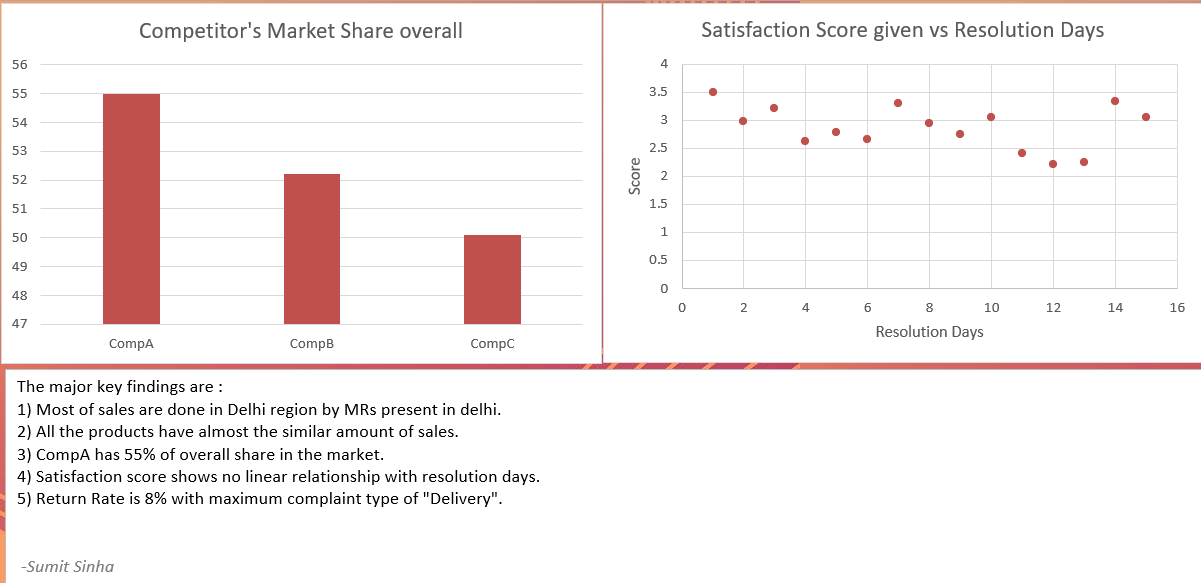 Competitor's Market Share overall
56
55
54
53
52
51
50
49
48
47
CompA CompB CompC
Satisfaction Score given vs Resolution Days
4
3.5
3
2.5
2
1.5
1
0.5
0
Score
0 2 4 6 8 10 12 14 16
Resolution Days
The major key findings are :
1) Most of sales are done in Delhi region by MRs present in delhi.
2) All the products have almost the similar amount of sales.
3) CompA has 55% of overall share in the market.
4) Satisfaction score shows no linear relationship with resolution days.
5) Return Rate is 8% with maximum complaint type of "Delivery".
-Sumit Sinha